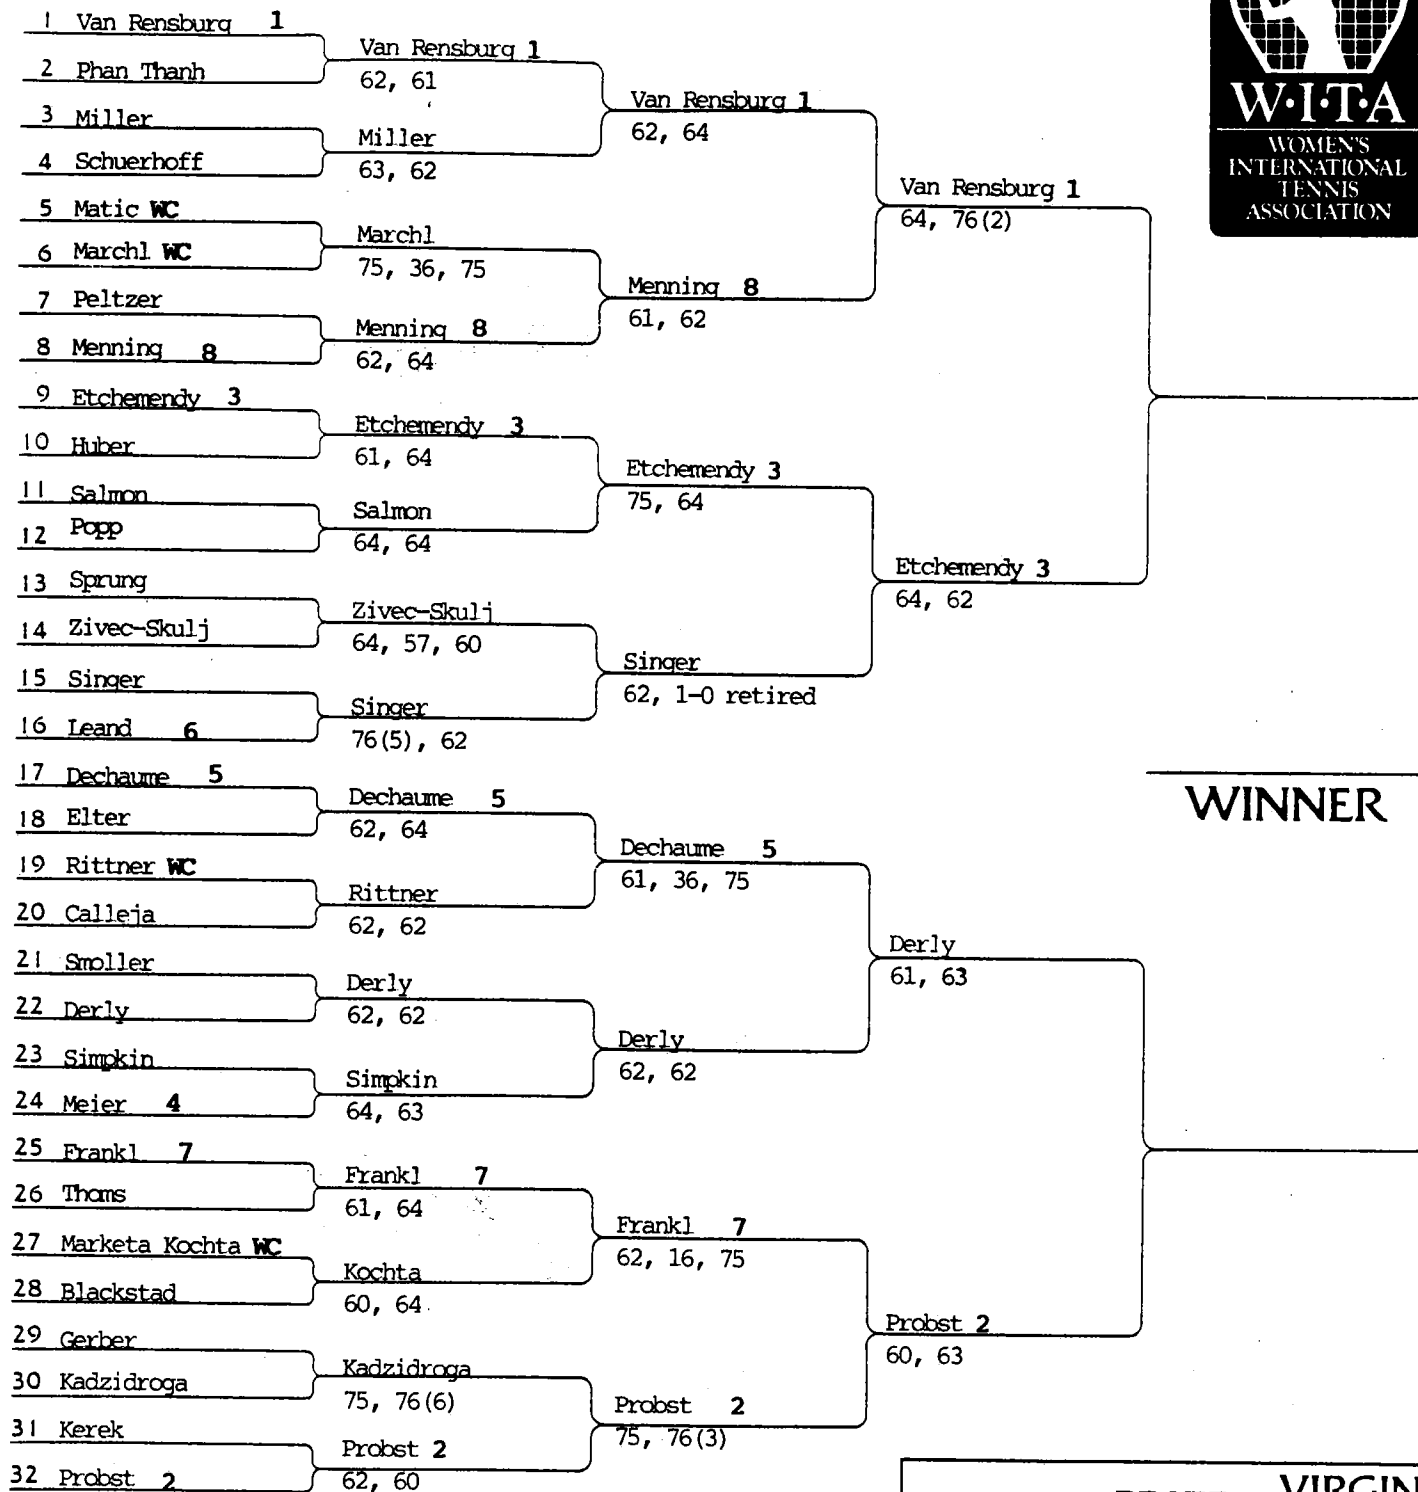 1 Van Rensburg 1
2 Phan Thanh
3 Miller
4 Schuerhoff
5 Matic WC
6 Marchl WC
7 Peltzer
8 Menning 8
9 Etchemendy 3
10 Huber
11 Salmon
12 Popp
13 Sprung
14 Zivec-Skulj
15 Singer
16 Leand 6
17 Dechaume 5
18 Elter
19 Rittner WC
20 Calleja
21 Smoller
22 Derly
23 Simpkin
24 Meier 4
25 Frankl 7
26 Thoms
27 Marketa Kochta WC
28 Blackstad
29 Gerber
30 Kadzidroga
31 Kerek
32 Probst 2
Van Rensburg 1
62, 61
Miller
63, 62
Marchl
75, 36, 75
Menning 8
62, 64
Etchemendy 3
61, 64
Salmon
64, 64
Zivec-Skulj
64, 57, 60
Singer
76(5), 62
Dechaume 5
62, 64
Rittner
62, 62
Derly
62, 62
Simpkin
64, 63
Frankl 7
61, 64
Kochta
60, 64
Kadzidroga
75, 76(6)
Probst 2
62, 60
Van Rensburg 1
62, 64
Menning 8
61, 62
Etchemendy 3
75, 64
Singer
62, 1-0 retired
Dechaume 5
61, 36, 75
Derly
62, 62
Frankl 7
62, 16, 75
Probst 2
75, 76(3)
Van Rensburg 1
64, 76(2)
Etchemendy 3
64, 62
Derly
61, 63
Probst 2
60, 63
W·I·T·A
WOMEN'S
INTERNATIONAL
TENNIS
ASSOCIATION
WINNER
VIRGIN